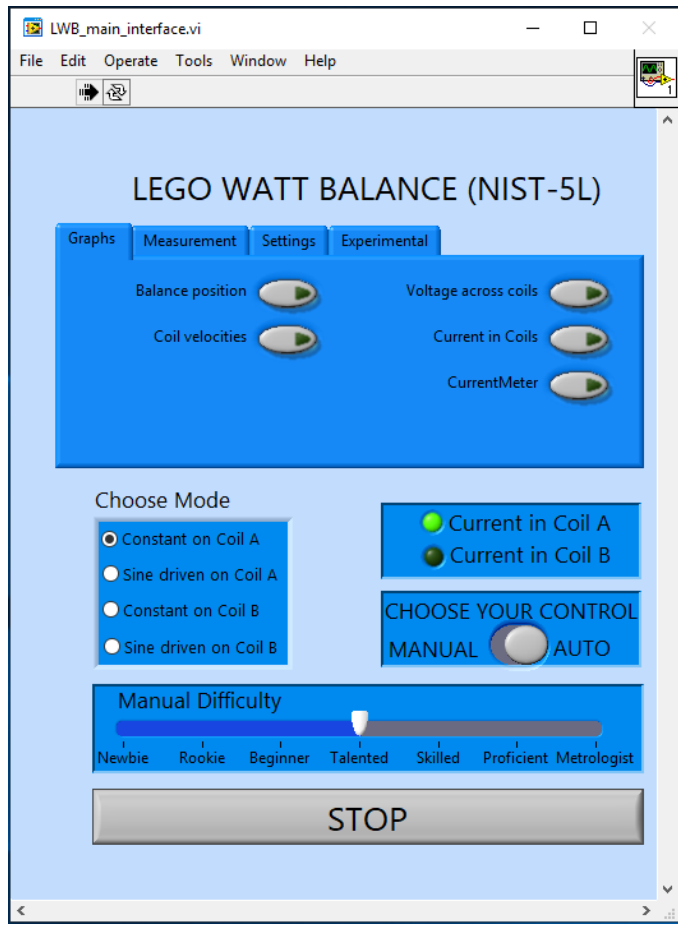 LWB_main_interface.vi
File Edit Operate Tools Window Help
1
LEGO WATT BALANCE (NIST-5L)
Graphs Measurement Settings Experimental
Balance position Voltage across coils
Coil velocities Current in Coils
CurrentMeter
Choose Mode
Constant on Coil A
Sine driven on Coil A
Constant on Coil B
Sine driven on Coil B
Current in Coil A
Current in Coil B
CHOOSE YOUR CONTROL
MANUAL AUTO
Manual Difficulty
Newbie Rookie Beginner Talented Skilled Proficient Metrologist
STOP